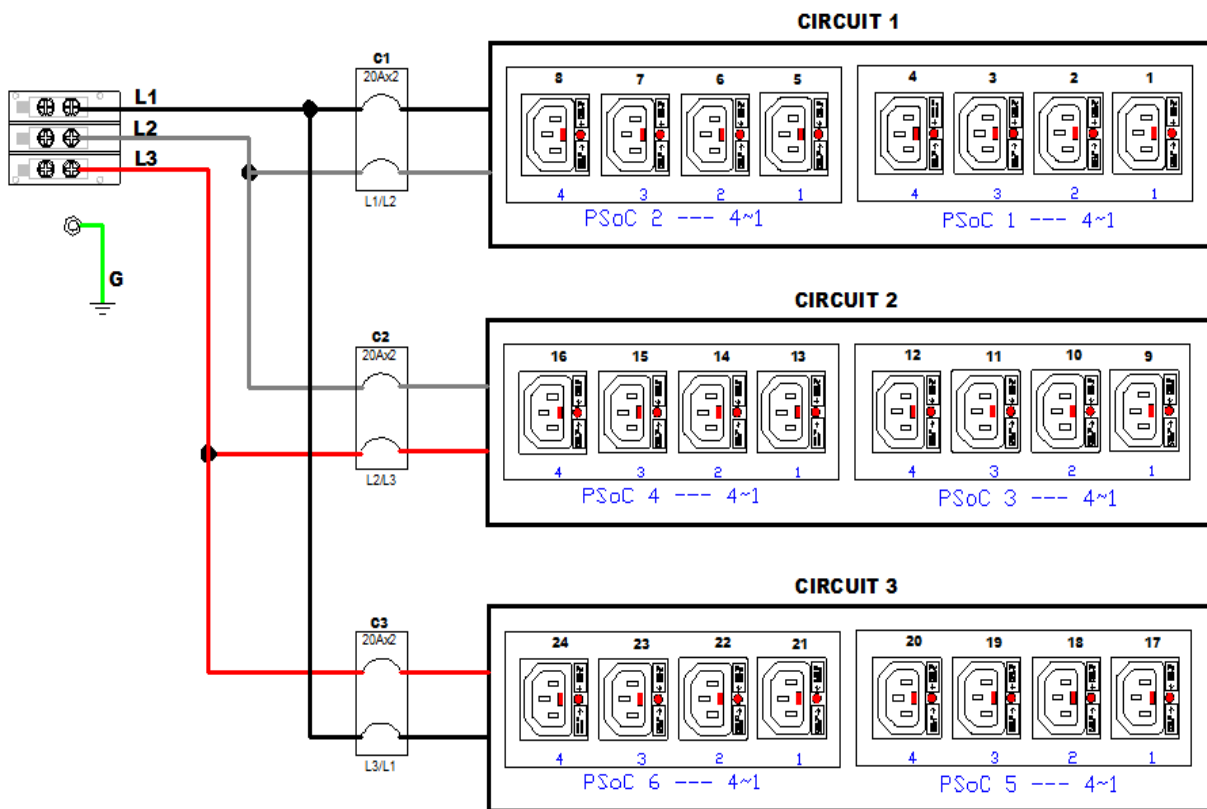 CIRCUIT 1
C1
20Ax2
8 7 6 5 4 3 2 1
L1
L2
L3
4 3 2 1 4 3 2 1
L1/L2
PSoC 2 --- 4~1 PSoC 1 --- 4~1
G
CIRCUIT 2
C2
20Ax2
16 15 14 13 12 11 10 9
4 3 2 1 4 3 2 1
L2/L3
PSoC 4 --- 4~1 PSoC 3 --- 4~1
CIRCUIT 3
C3
20Ax2
24 23 22 21 20 19 18 17
4 3 2 1 4 3 2 1
L3/L1
PSoC 6 --- 4~1 PSoC 5 --- 4~1